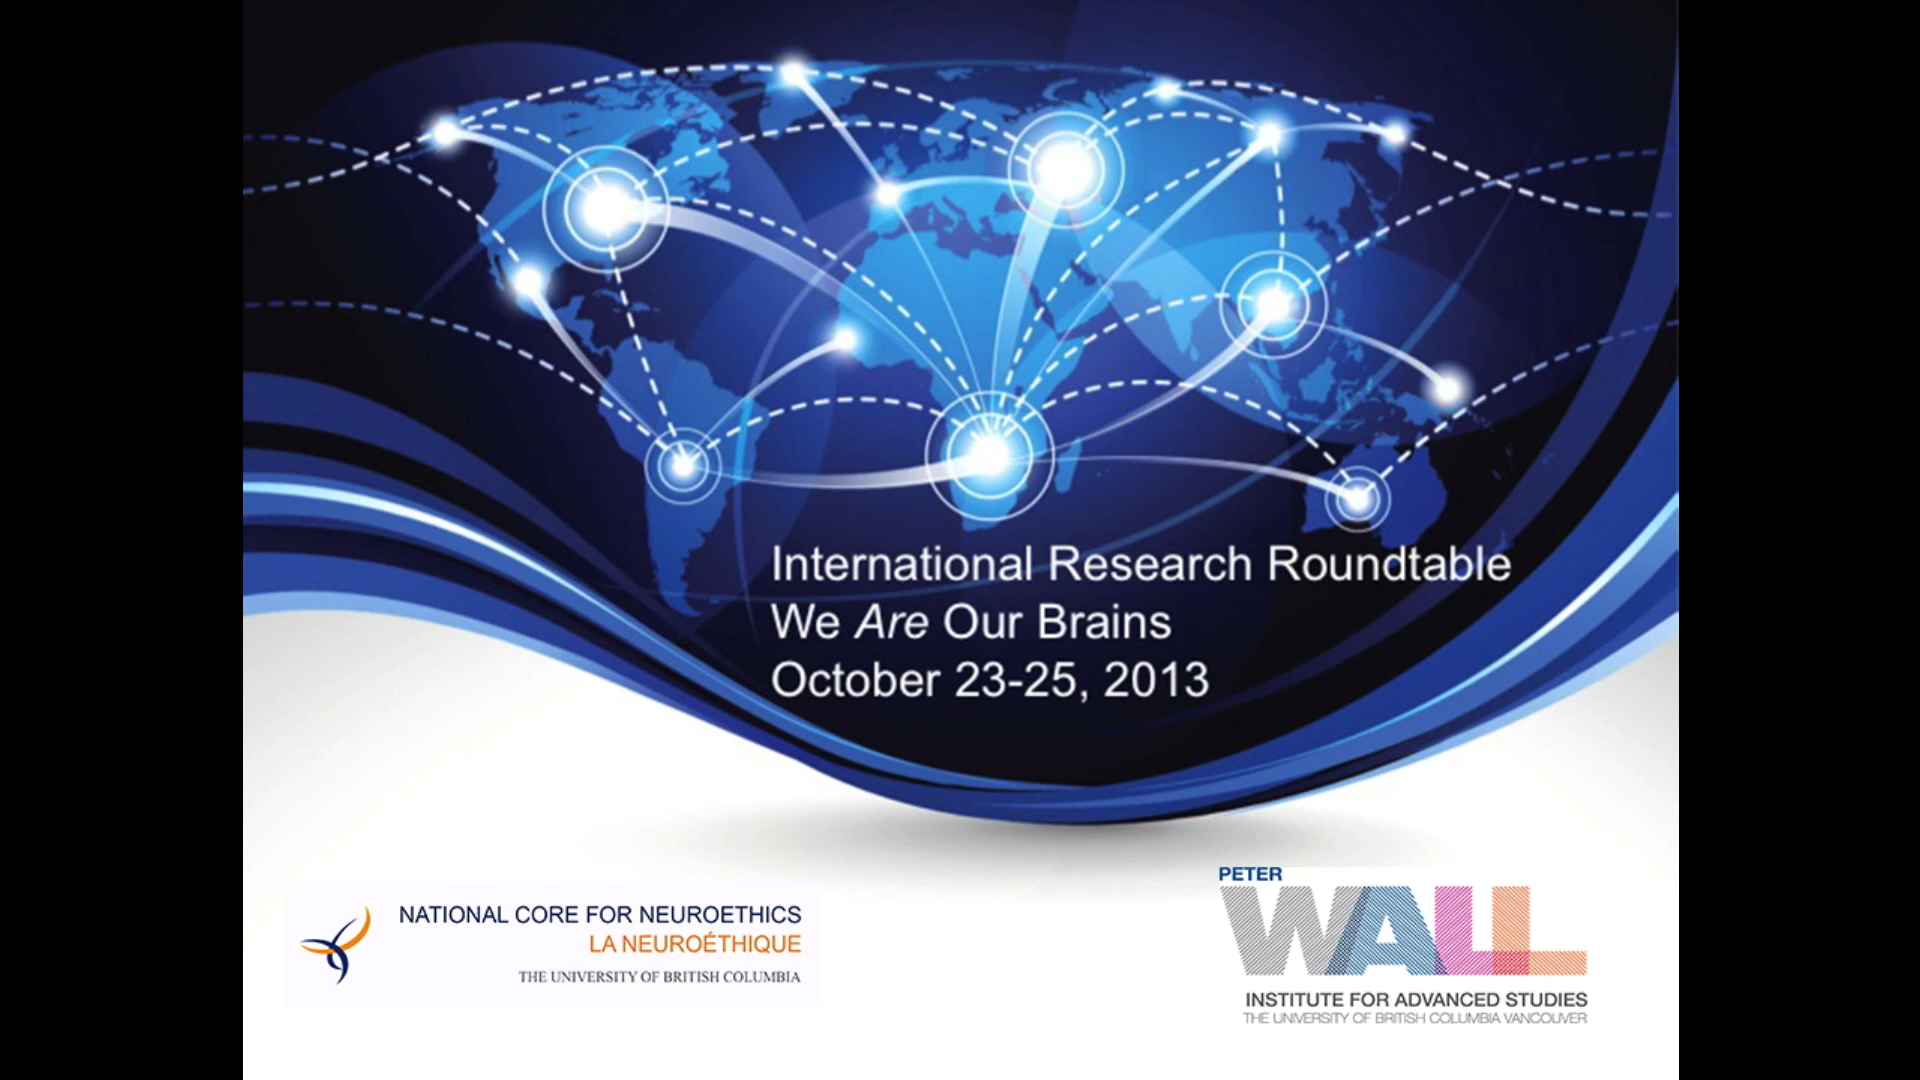 International Research Roundtable
We Are Our Brains
October 23-25, 2013
NATIONAL CORE FOR NEUROETHICS
LA NEUROÉTHIQUE
THE UNIVERSITY OF BRITISH COLUMBIA
PETER
WALL
INSTITUTE FOR ADVANCED STUDIES
THE UNIVERSITY OF BRITISH COLUMBIA VANCOUVER